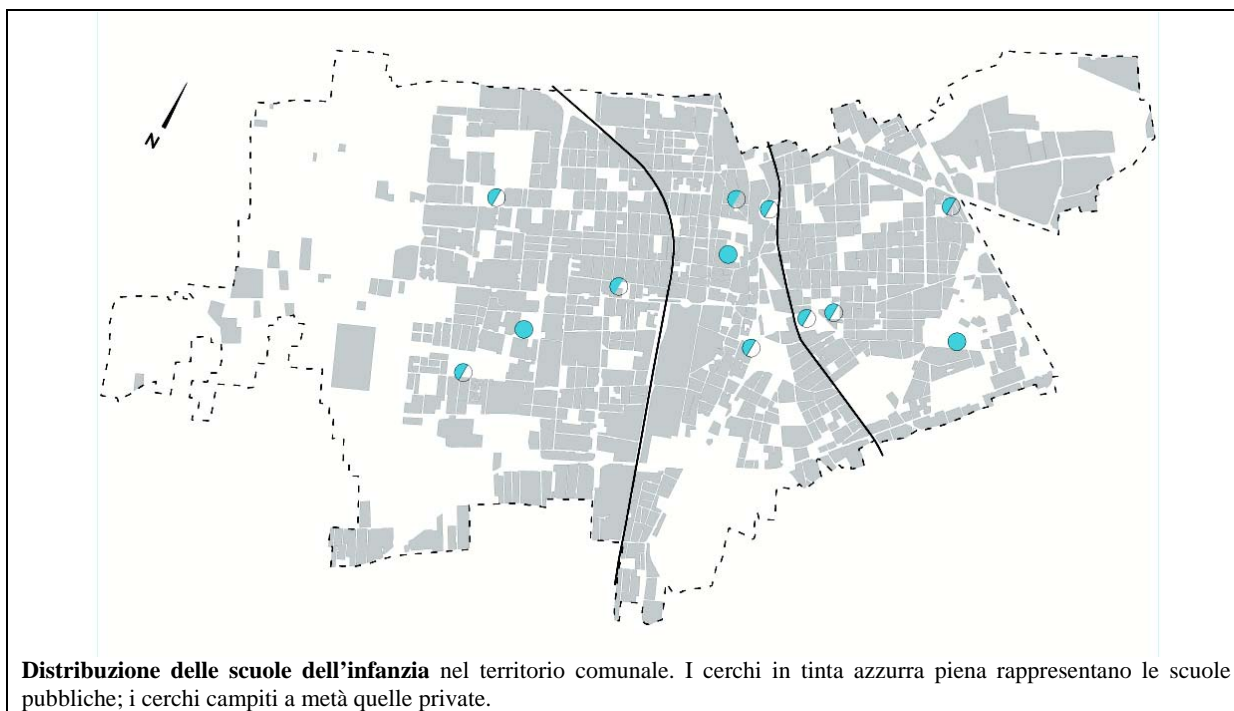 N
Distribuzione delle scuole dell’infanzia nel territorio comunale. I cerchi in tinta azzurra piena rappresentano le scuole
pubbliche; i cerchi campiti a metà quelle private.